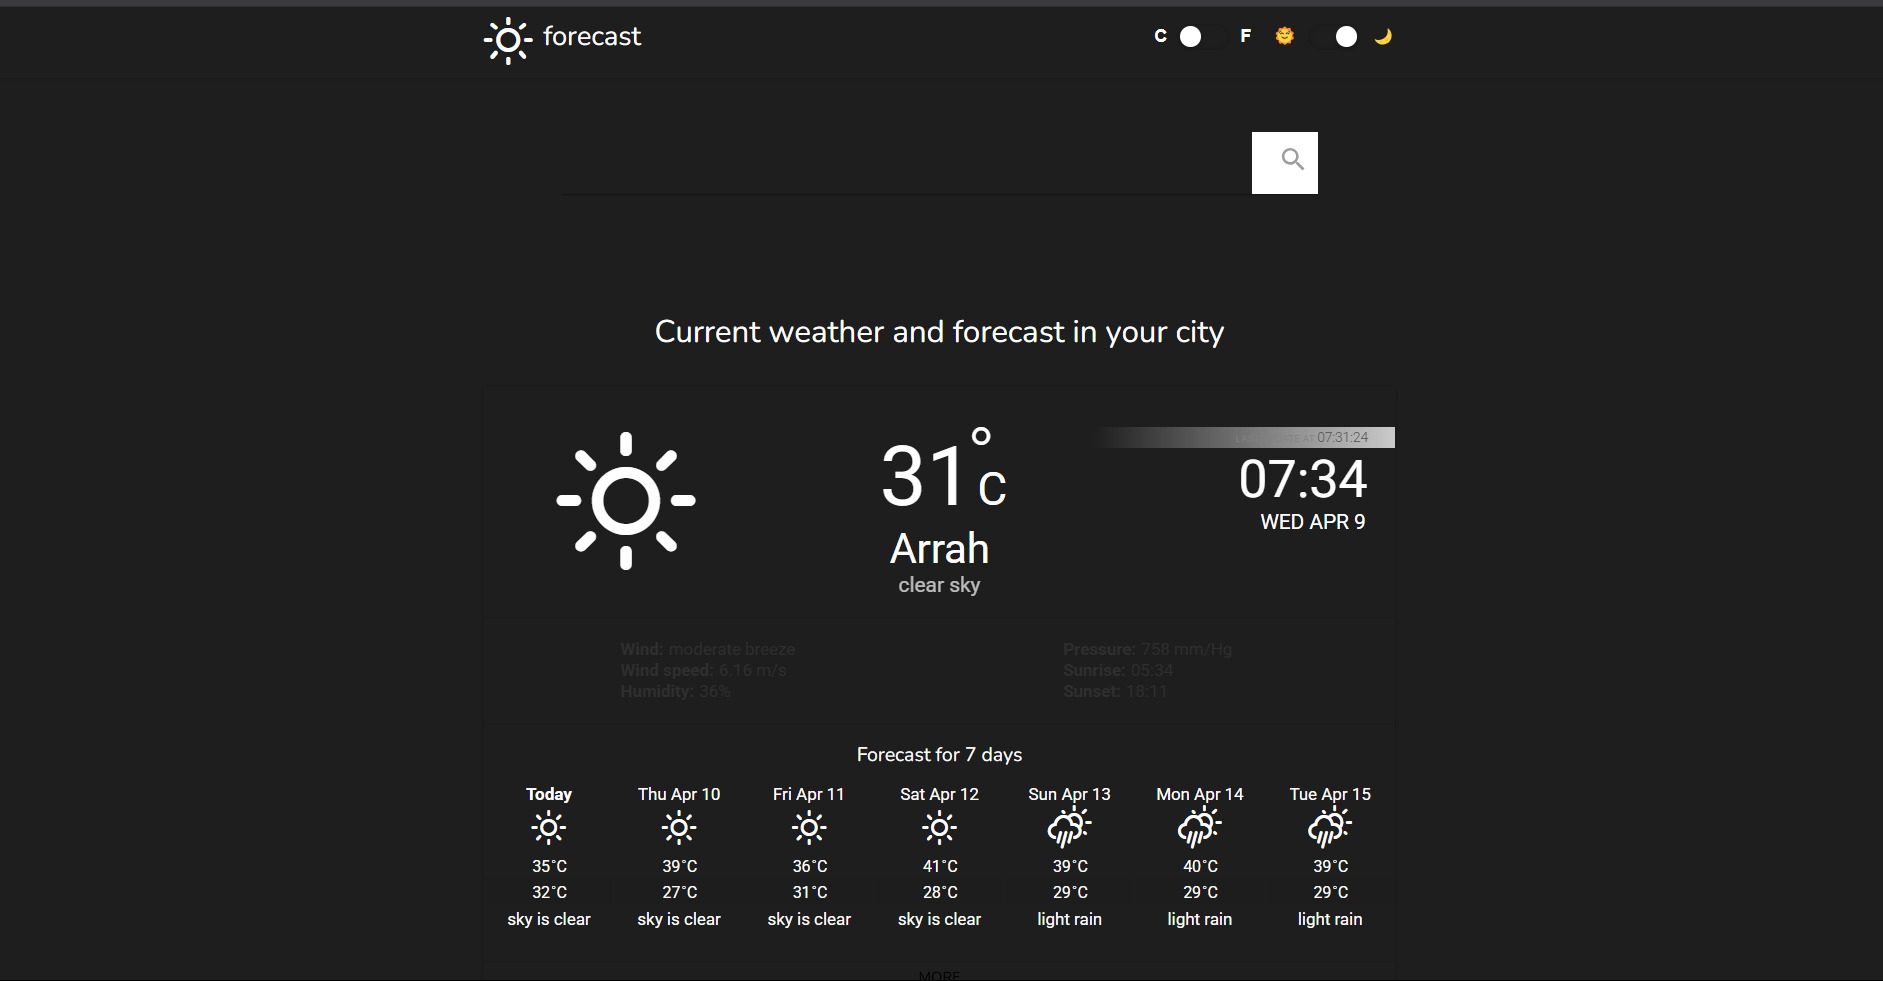 forecast
C F
Current weather and forecast in your city
LAST UPDATE AT 07:31:24
31°C
07:34
WED APR 9
Arrah
clear sky
Wind: moderate breeze
Wind speed: 6.16 m/s
Humidity: 36%
Pressure: 758 mm/Hg
Sunrise: 05:34
Sunset: 18:11
Forecast for 7 days
Today Thu Apr 10 Fri Apr 11 Sat Apr 12 Sun Apr 13 Mon Apr 14 Tue Apr 15
35°C 39°C 36°C 41°C 39°C 40°C 39°C
32°C 27°C 31°C 28°C 29°C 29°C 29°C
sky is clear sky is clear sky is clear sky is clear light rain light rain light rain
MORE